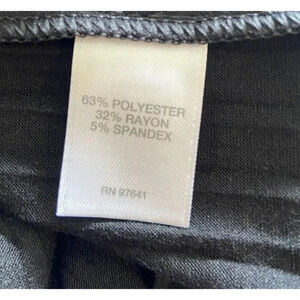 63% POLYESTER
32% RAYON
5% SPANDEX
RN 97641